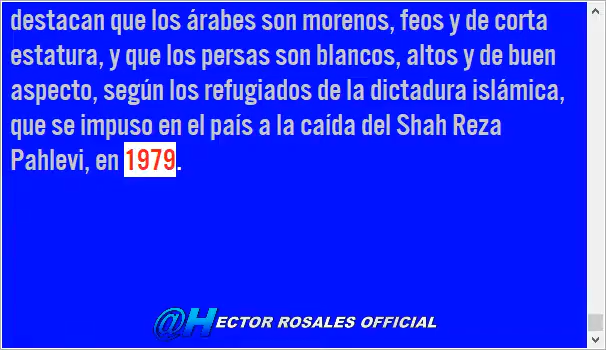 destacan que los árabes son morenos, feos y de corta
estatura, y que los persas son blancos, altos y de buen
aspecto, según los refugiados de la dictadura islámica,
que se impuso en el país a la caída del Shah Reza
Pahlevi, en 1979.
@HECTOR ROSALES OFFICIAL